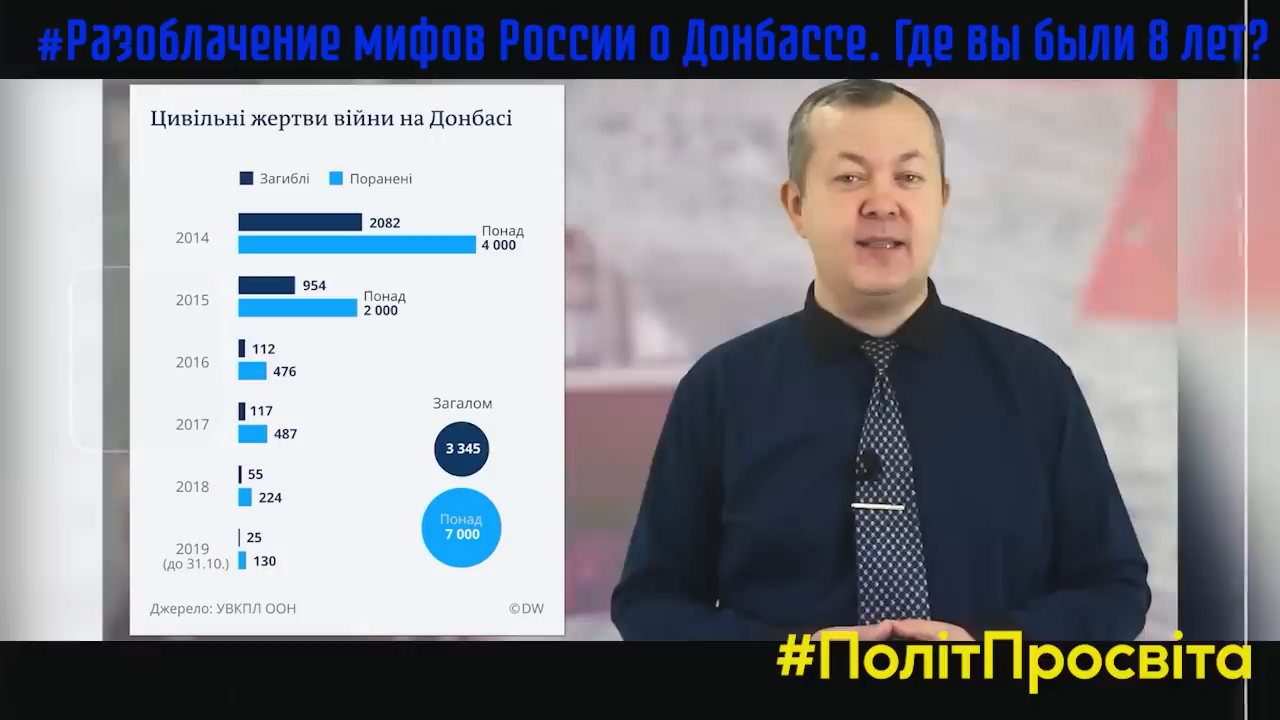 #Разоблачение мифов России о Донбассе. Где вы были 8 лет?
Цивільні жертви війни на Донбасі
Загиблі Поранені
2014
2082
Понад
4 000
2015
954
Понад
2 000
2016
112
476
2017
117
487
2018
55
224
2019
(до 31.10.)
25
130
Загалом
3 345
Понад
7 000
Джерело: УВКПЛ ООН ©DW
#ПолітПросвіта